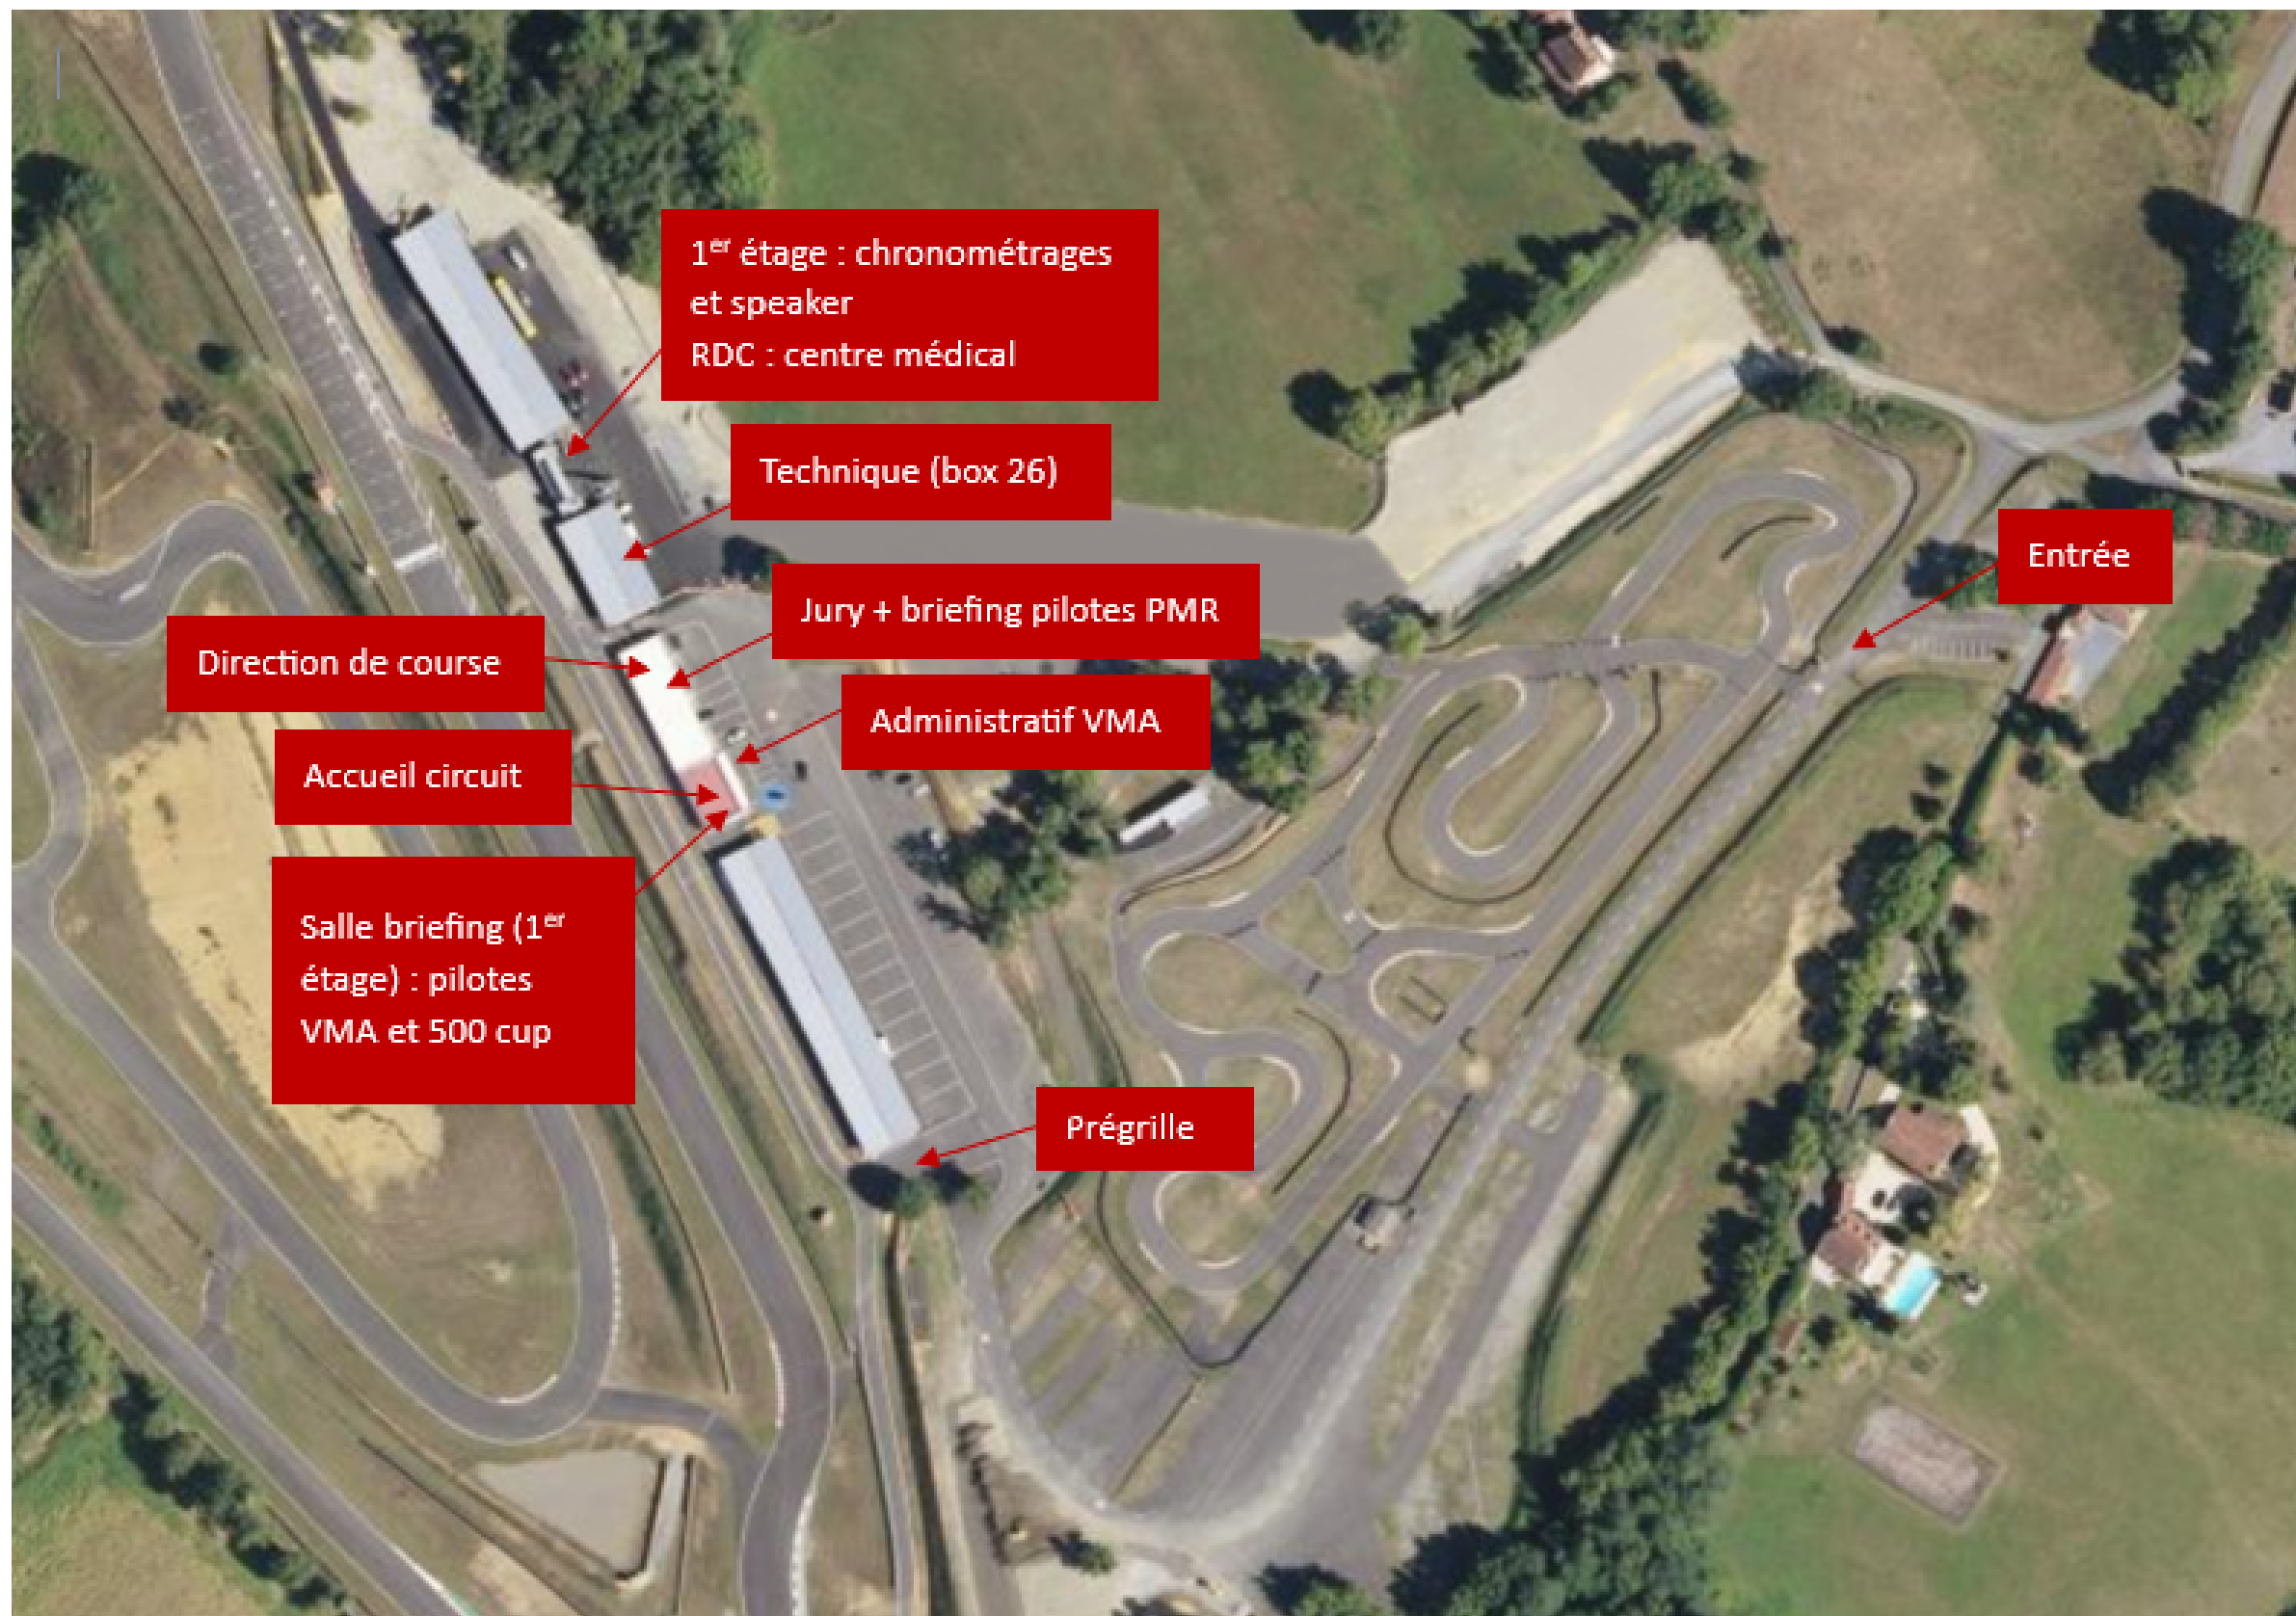 1er étage : chronométrages
et speaker
RDC : centre médical
Technique (box 26)
Entrée
Jury + briefing pilotes PMR
Direction de course
Administratif VMA
Accueil circuit
Salle briefing (1er
étage) : pilotes
VMA et 500 cup
Prégrille